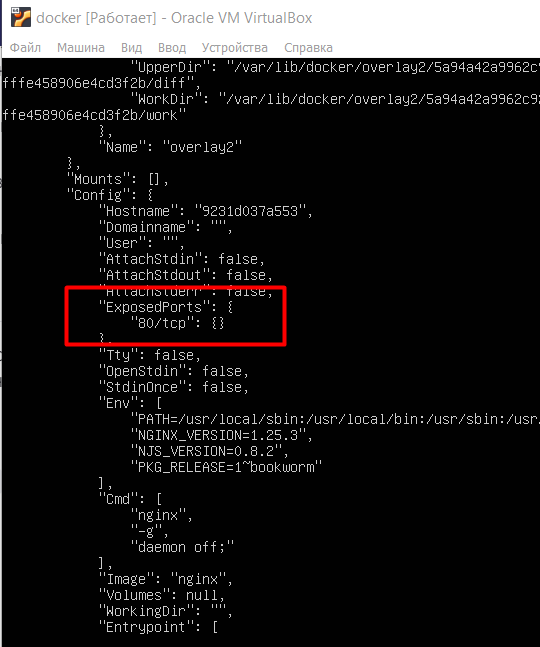 docker [Работает] - Oracle VM VirtualBox
Файл Машина Вид Ввод Устройства Справка
"UpperDir": "/var/lib/docker/overlay2/5a94a42a9962c9
fffe458906e4cd3f2b/diff",
"WorkDir": "/var/lib/docker/overlay2/5a94a42a9962c92
ffe458906e4cd3f2b/work"
},
"Name": "overlay2"
},
"Mounts": [],
"Config": {
"Hostname": "9231d037a553",
"Domainname": "",
"User": "",
"AttachStdin": false,
"AttachStdout": false,
"AttachStderr": false,
"ExposedPorts": {
"80/tcp": {}
},
"Tty": false,
"OpenStdin": false,
"StdinOnce": false,
"Env": [
"PATH=/usr/local/sbin:/usr/local/bin:/usr/sbin:/usr.
"NGINX_VERSION=1.25.3",
"NJS_VERSION=0.8.2",
"PKG_RELEASE=1~bookworm"
],
"Cmd": [
"nginx",
"-g",
"daemon off;"
],
"Image": "nginx",
"Volumes": null,
"WorkingDir": "",
"Entrypoint": [